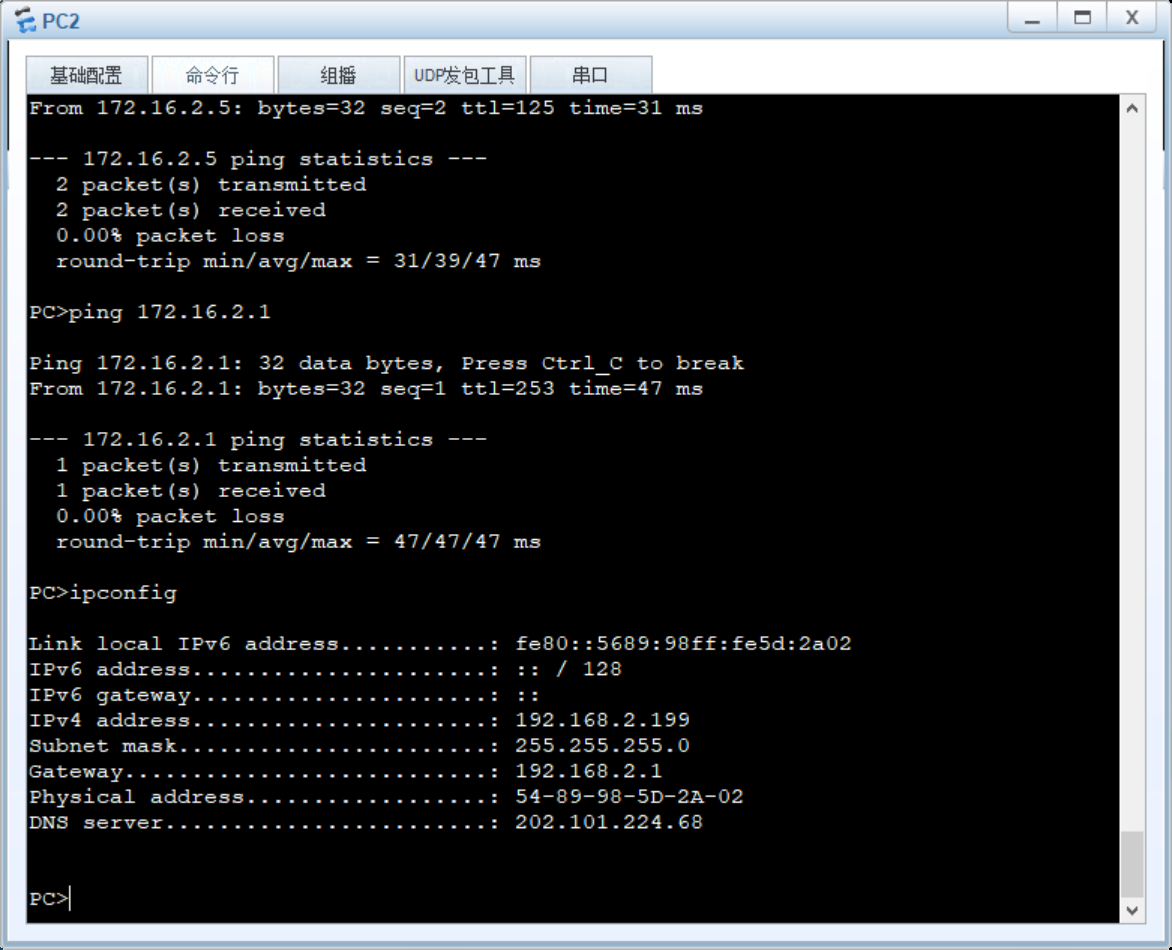 PC2
基础配置 命令行 组播 UDP发包工具 串口
From 172.16.2.5: bytes=32 seq=2 ttl=125 time=31 ms
--- 172.16.2.5 ping statistics ---
2 packet(s) transmitted
2 packet(s) received
0.00% packet loss
round-trip min/avg/max = 31/39/47 ms
PC>ping 172.16.2.1
Ping 172.16.2.1: 32 data bytes, Press Ctrl_C to break
From 172.16.2.1: bytes=32 seq=1 ttl=253 time=47 ms
--- 172.16.2.1 ping statistics ---
1 packet(s) transmitted
1 packet(s) received
0.00% packet loss
round-trip min/avg/max = 47/47/47 ms
PC>ipconfig
Link local IPv6 address...........: fe80::5689:98ff:fe5d:2a02
IPv6 address......................: :: / 128
IPv6 gateway......................: ::
IPv4 address......................: 192.168.2.199
Subnet mask.......................: 255.255.255.0
Gateway...........................: 192.168.2.1
Physical address..................: 54-89-98-5D-2A-02
DNS server........................: 202.101.224.68
PC>